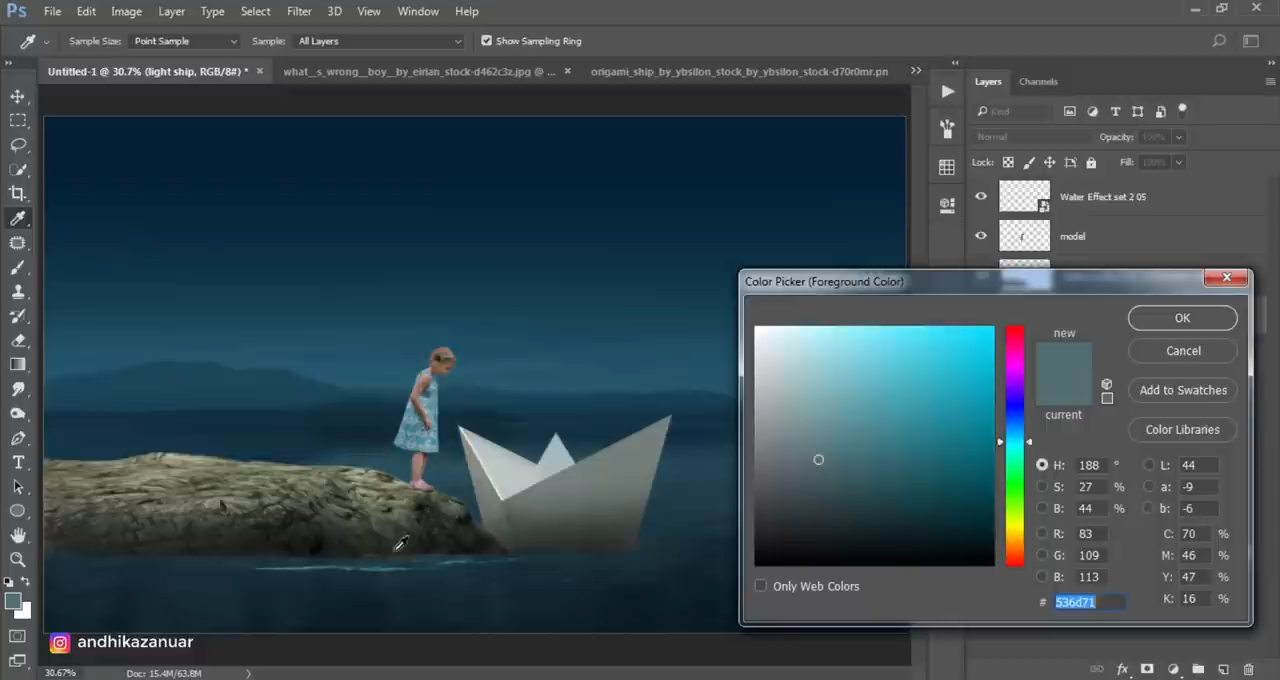 Ps File Edit Image Layer Type Select Filter 3D View Window Help
Sample Size: Point Sample Sample: All Layers Show Sampling Ring
Untitled-1 @ 30.7% (light ship, RGB/8#) * × what__s_wrong__boy__by_eirian_stock-d462c3z.jpg @ ... × origami_ship_by_ybsilon_stock_by_ybsilon_stock-d70r0mr.pn
Layers Channels
Kind
Normal Opacity: 100%
Lock: Fill: 100%
Water Effect set 2 05
model
Color Picker (Foreground Color)
new
current
OK
Cancel
Add to Swatches
Color Libraries
H: 188 °
S: 27 %
B: 44 %
R: 83
G: 109
B: 113
# 536d71
L: 44
a: -9
b: -6
C: 70 %
M: 46 %
Y: 47 %
K: 16 %
Only Web Colors
andhikazanuar
30.67% Doc: 15.4M/63.8M